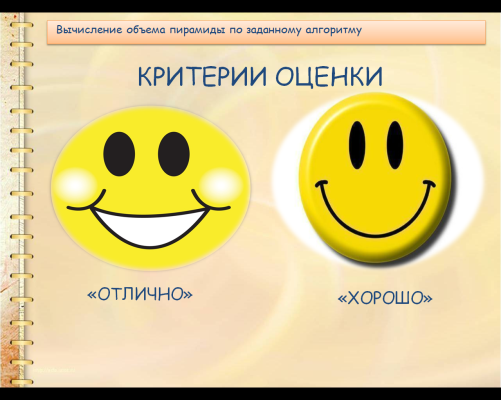 Вычисление объема пирамиды по заданному алгоритму
КРИТЕРИИ ОЦЕНКИ
«ОТЛИЧНО»
«ХОРОШО»